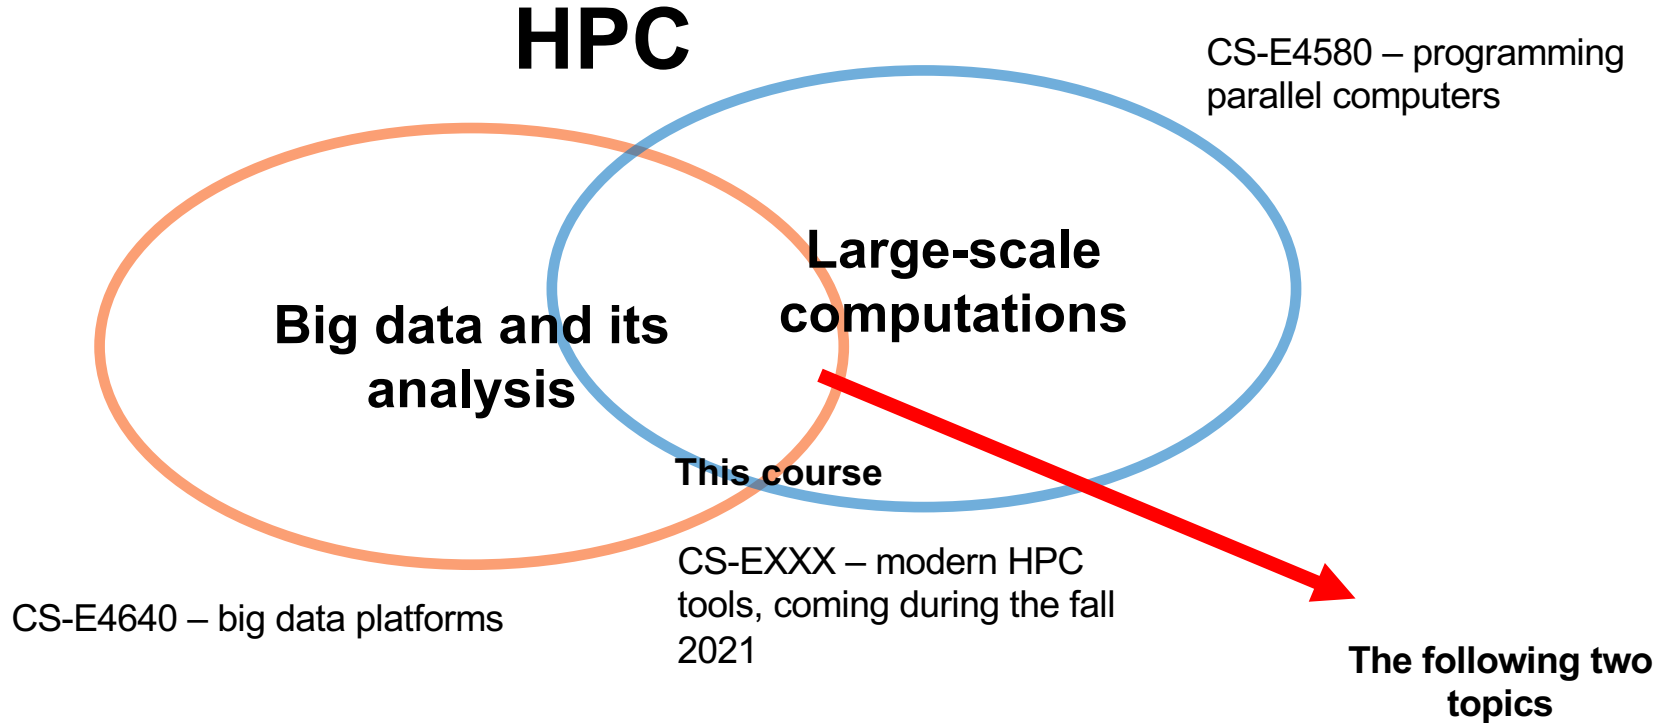 HPC
CS-E4580 – programming
parallel computers
Large-scale
computations
Big data and its
analysis
This course
CS-EXXX – modern HPC
tools, coming during the fall
2021
CS-E4640 – big data platforms
The following two
topics